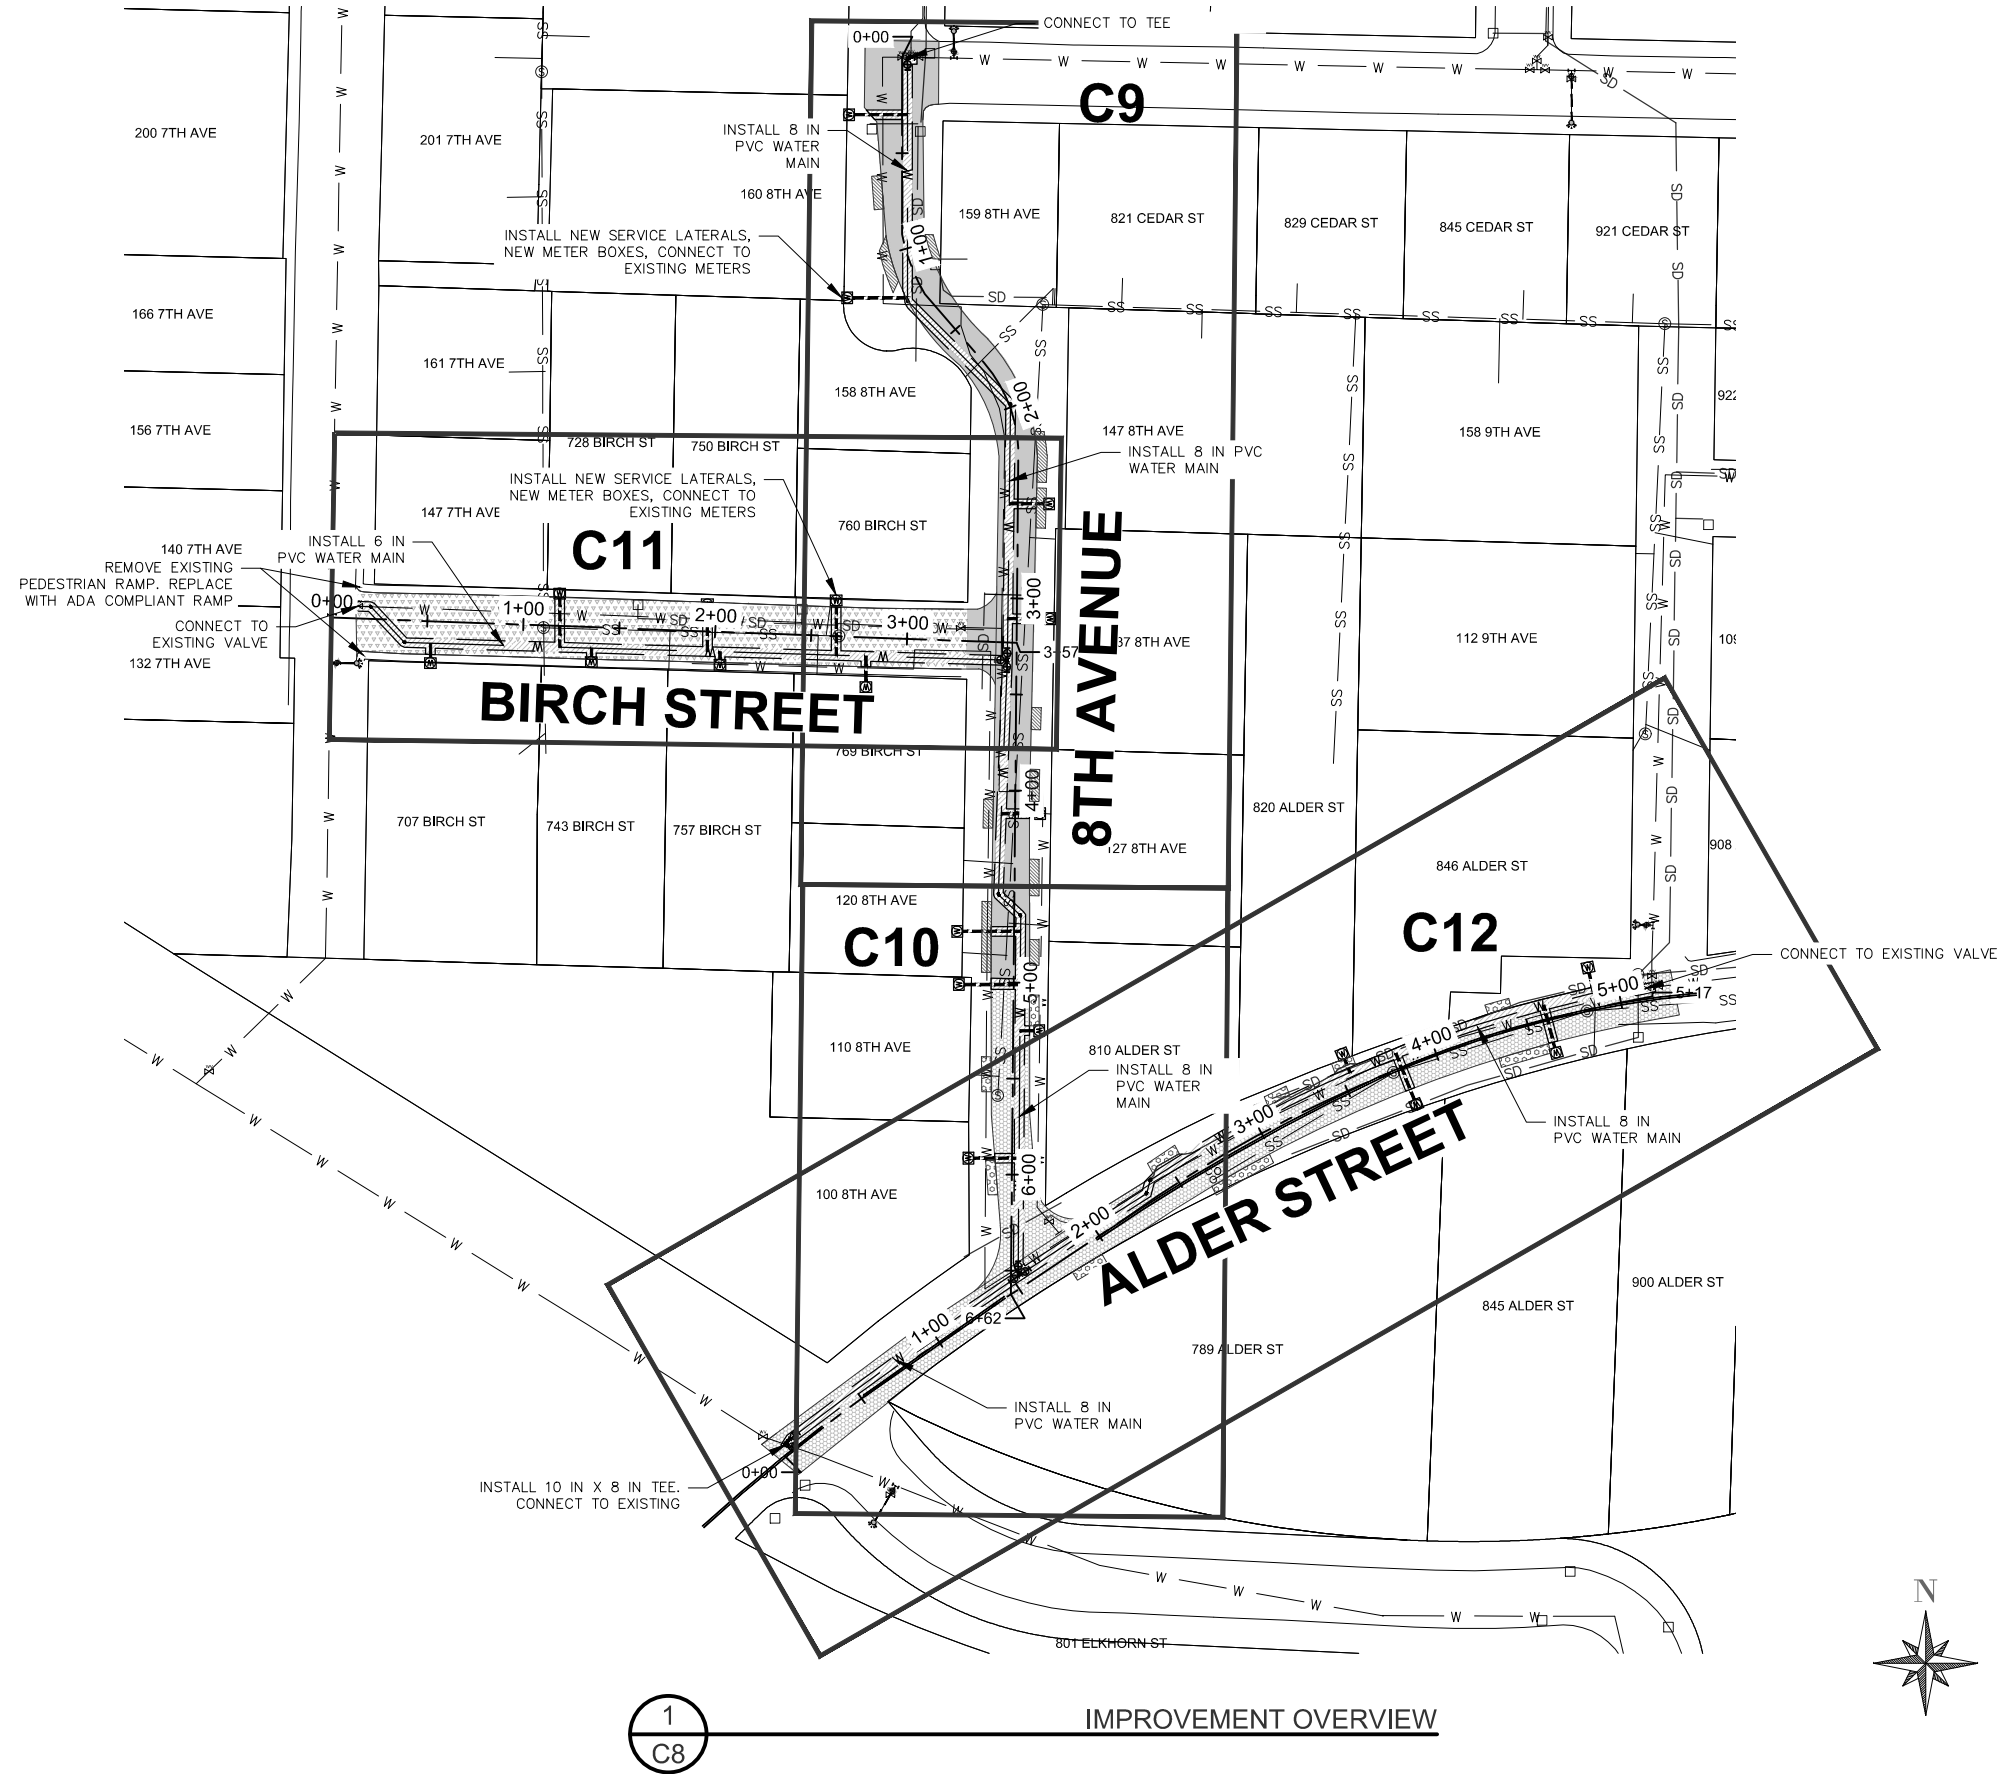 CONNECT TO TEE
0+00
C9
200 7TH AVE
201 7TH AVE
INSTALL 8 IN
PVC WATER
MAIN
160 8TH AVE
159 8TH AVE
821 CEDAR ST
829 CEDAR ST
845 CEDAR ST
921 CEDAR ST
INSTALL NEW SERVICE LATERALS,
NEW METER BOXES, CONNECT TO
EXISTING METERS
1+00
166 7TH AVE
161 7TH AVE
158 8TH AVE
2+00
922
156 7TH AVE
728 BIRCH ST
750 BIRCH ST
147 8TH AVE
158 9TH AVE
INSTALL 8 IN PVC
WATER MAIN
INSTALL NEW SERVICE LATERALS,
NEW METER BOXES, CONNECT TO
EXISTING METERS
147 7TH AVE
760 BIRCH ST
C11
8TH AVENUE
140 7TH AVE
INSTALL 6 IN
PVC WATER MAIN
REMOVE EXISTING
PEDESTRIAN RAMP. REPLACE
WITH ADA COMPLIANT RAMP
0+00
1+00
2+00
3+00
3+00
CONNECT TO
EXISTING VALVE
132 7TH AVE
3+57
37 8TH AVE
112 9TH AVE
109
BIRCH STREET
769 BIRCH ST
4+00
707 BIRCH ST
743 BIRCH ST
757 BIRCH ST
820 ALDER ST
127 8TH AVE
846 ALDER ST
908
120 8TH AVE
C10
C12
CONNECT TO EXISTING VALVE
5+00
5+00
5+17
110 8TH AVE
810 ALDER ST
INSTALL 8 IN
PVC WATER
MAIN
4+00
3+00
INSTALL 8 IN
PVC WATER MAIN
6+00
100 8TH AVE
2+00
ALDER STREET
900 ALDER ST
845 ALDER ST
1+00
6+62
789 ALDER ST
INSTALL 8 IN
PVC WATER MAIN
0+00
INSTALL 10 IN X 8 IN TEE.
CONNECT TO EXISTING
801 ELKHORN ST
N
1
C8
IMPROVEMENT OVERVIEW